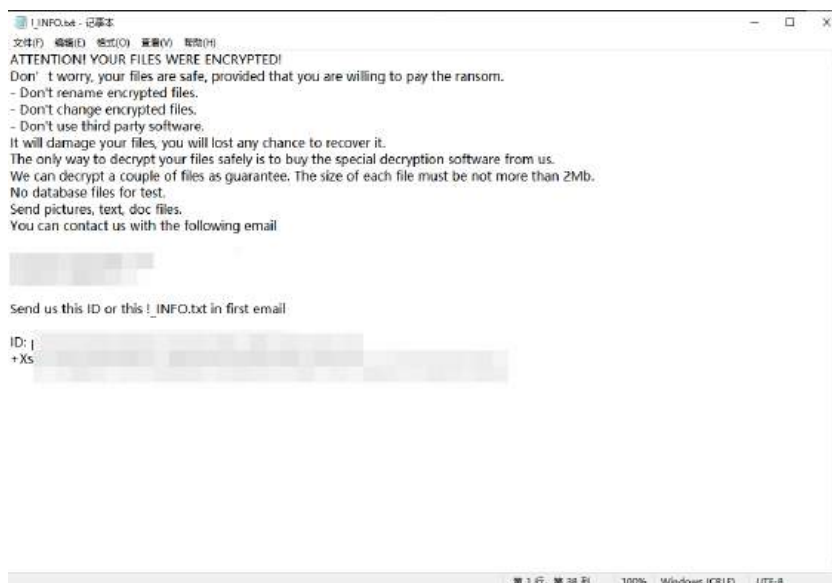 !_INFO.txt - 记事本
文件(F) 编辑(E) 格式(O) 查看(V) 帮助(H)
ATTENTION! YOUR FILES WERE ENCRYPTED!
Don’t worry, your files are safe, provided that you are willing to pay the ransom.
- Don't rename encrypted files.
- Don't change encrypted files.
- Don't use third party software.
It will damage your files, you will lost any chance to recover it.
The only way to decrypt your files safely is to buy the special decryption software from us.
We can decrypt a couple of files as guarantee. The size of each file must be not more than 2Mb.
No database files for test.
Send pictures, text, doc files.
You can contact us with the following email
Send us this ID or this !_INFO.txt in first email
ID:
+Xs
第 1 行，第 38 列 100% Windows (CRLF) UTF-8